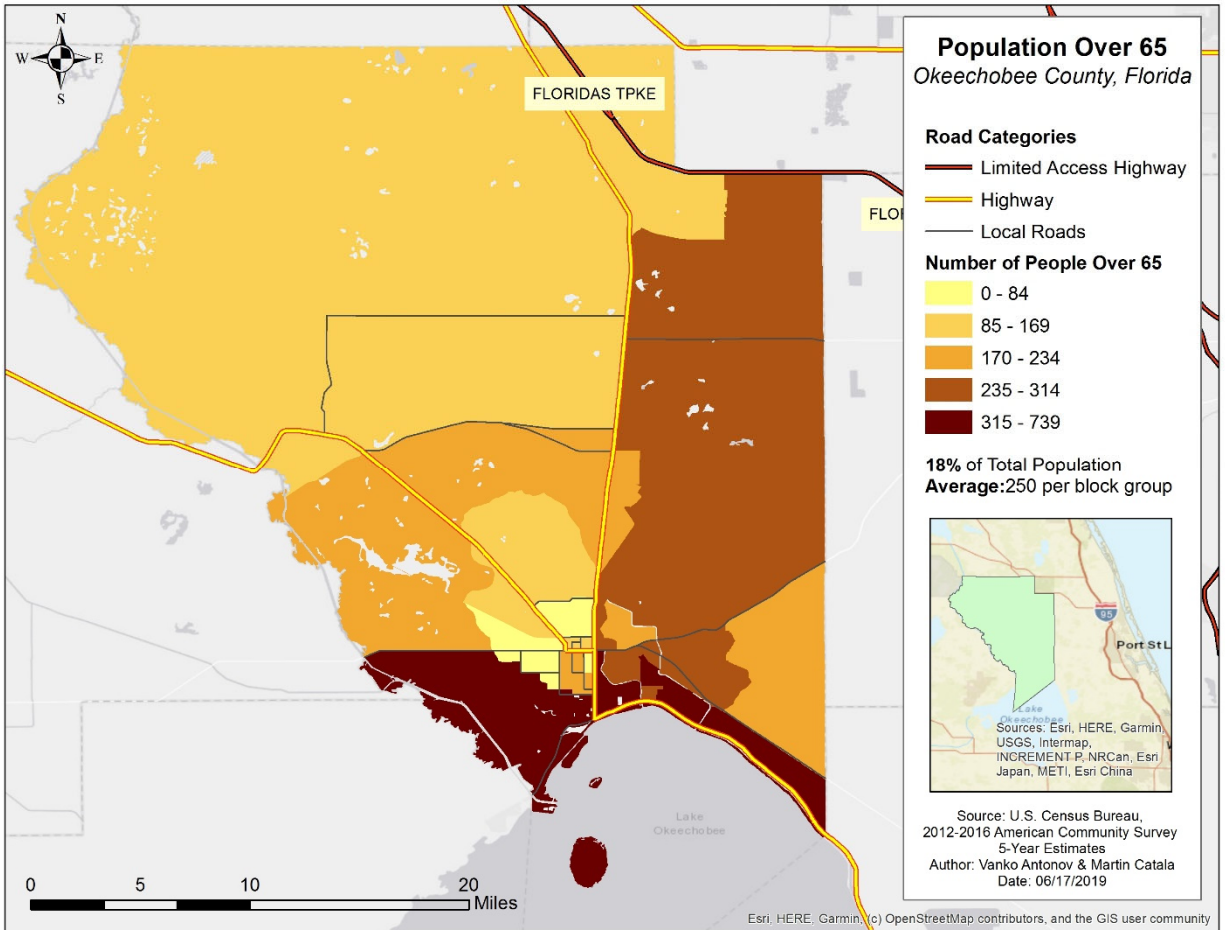 N
W E
S
FLORIDAS TPKE
FLOR
Population Over 65
Okeechobee County, Florida
Road Categories
Limited Access Highway
Highway
Local Roads
Number of People Over 65
0 - 84
85 - 169
170 - 234
235 - 314
315 - 739
18% of Total Population
Average:250 per block group
95
Port St L
Lake
Okeechobee
Sources: Esri, HERE, Garmin,
USGS, Intermap,
INCREMENT P, NRCan, Esri
Japan, METI, Esri China
Source: U.S. Census Bureau,
2012-2016 American Community Survey
5-Year Estimates
Author: Vanko Antonov & Martin Catala
Date: 06/17/2019
Lake
Okeechobee
0 5 10 20
Miles
Esri, HERE, Garmin, (c) OpenStreetMap contributors, and the GIS user community